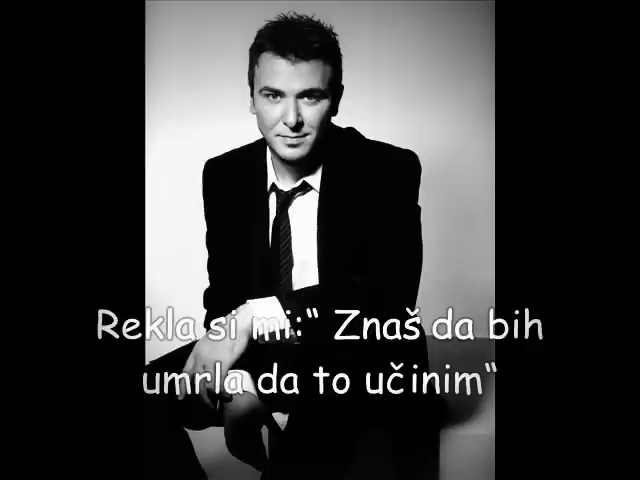 Rekla si mi:“ Znaš da bih
umrla da to učinim“